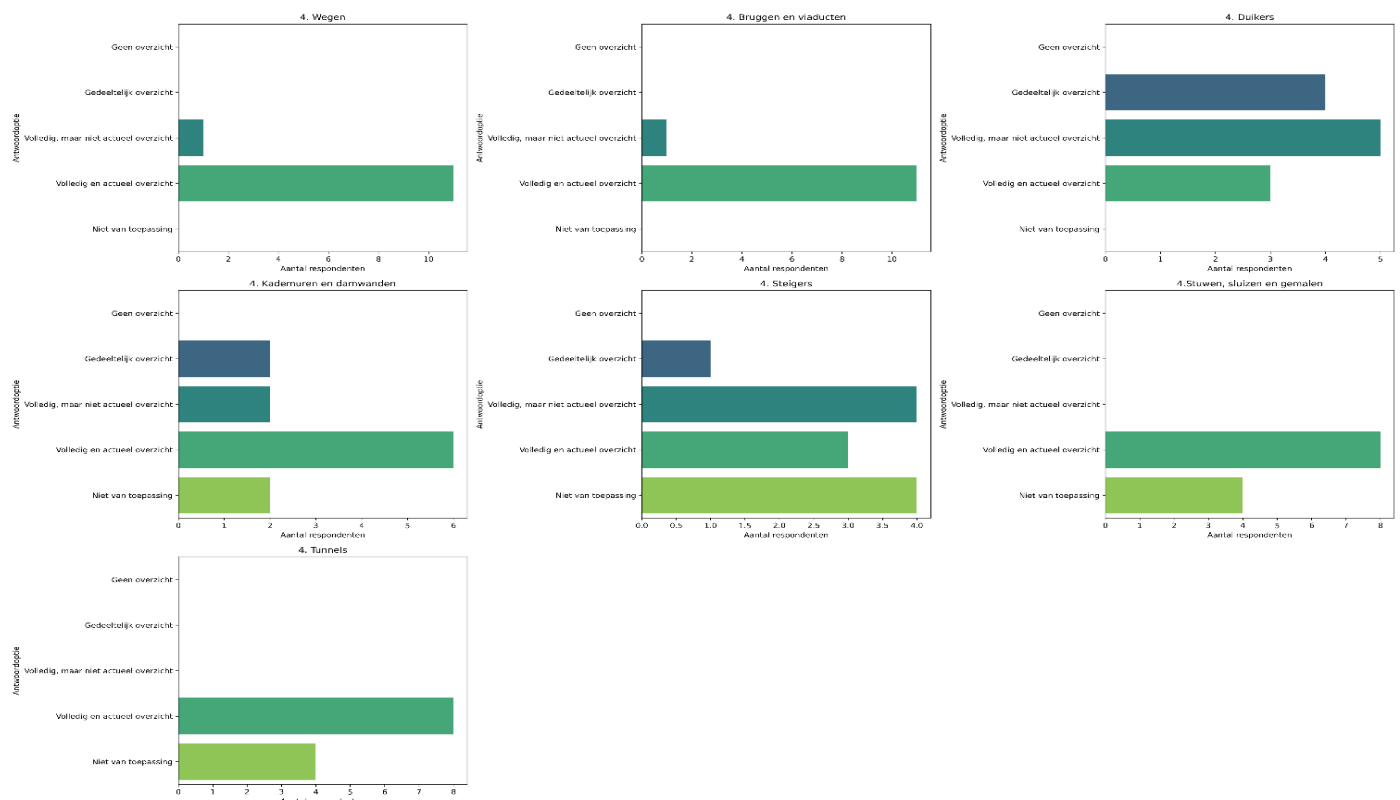 4. Wegen
Antwoordoptie
Geen overzicht
Gedeeltelijk overzicht
Volledig, maar niet actueel overzicht
Volledig en actueel overzicht
Niet van toepassing
0 2 4 6 8 10
Aantal respondenten
4. Bruggen en viaducten
Antwoordoptie
Geen overzicht
Gedeeltelijk overzicht
Volledig, maar niet actueel overzicht
Volledig en actueel overzicht
Niet van toepassing
0 2 4 6 8 10
Aantal respondenten
4. Duikers
Antwoordoptie
Geen overzicht
Gedeeltelijk overzicht
Volledig, maar niet actueel overzicht
Volledig en actueel overzicht
Niet van toepassing
0 1 2 3 4 5
Aantal respondenten
4. Kademuren en damwanden
Antwoordoptie
Geen overzicht
Gedeeltelijk overzicht
Volledig, maar niet actueel overzicht
Volledig en actueel overzicht
Niet van toepassing
0 1 2 3 4 5 6
Aantal respondenten
4. Steigers
Antwoordoptie
Geen overzicht
Gedeeltelijk overzicht
Volledig, maar niet actueel overzicht
Volledig en actueel overzicht
Niet van toepassing
0.0 0.5 1.0 1.5 2.0 2.5 3.0 3.5 4.0
Aantal respondenten
4.Stuwen, sluizen en gemalen
Antwoordoptie
Geen overzicht
Gedeeltelijk overzicht
Volledig, maar niet actueel overzicht
Volledig en actueel overzicht
Niet van toepassing
0 1 2 3 4 5 6 7 8
Aantal respondenten
4. Tunnels
Antwoordoptie
Geen overzicht
Gedeeltelijk overzicht
Volledig, maar niet actueel overzicht
Volledig en actueel overzicht
Niet van toepassing
0 1 2 3 4 5 6 7 8